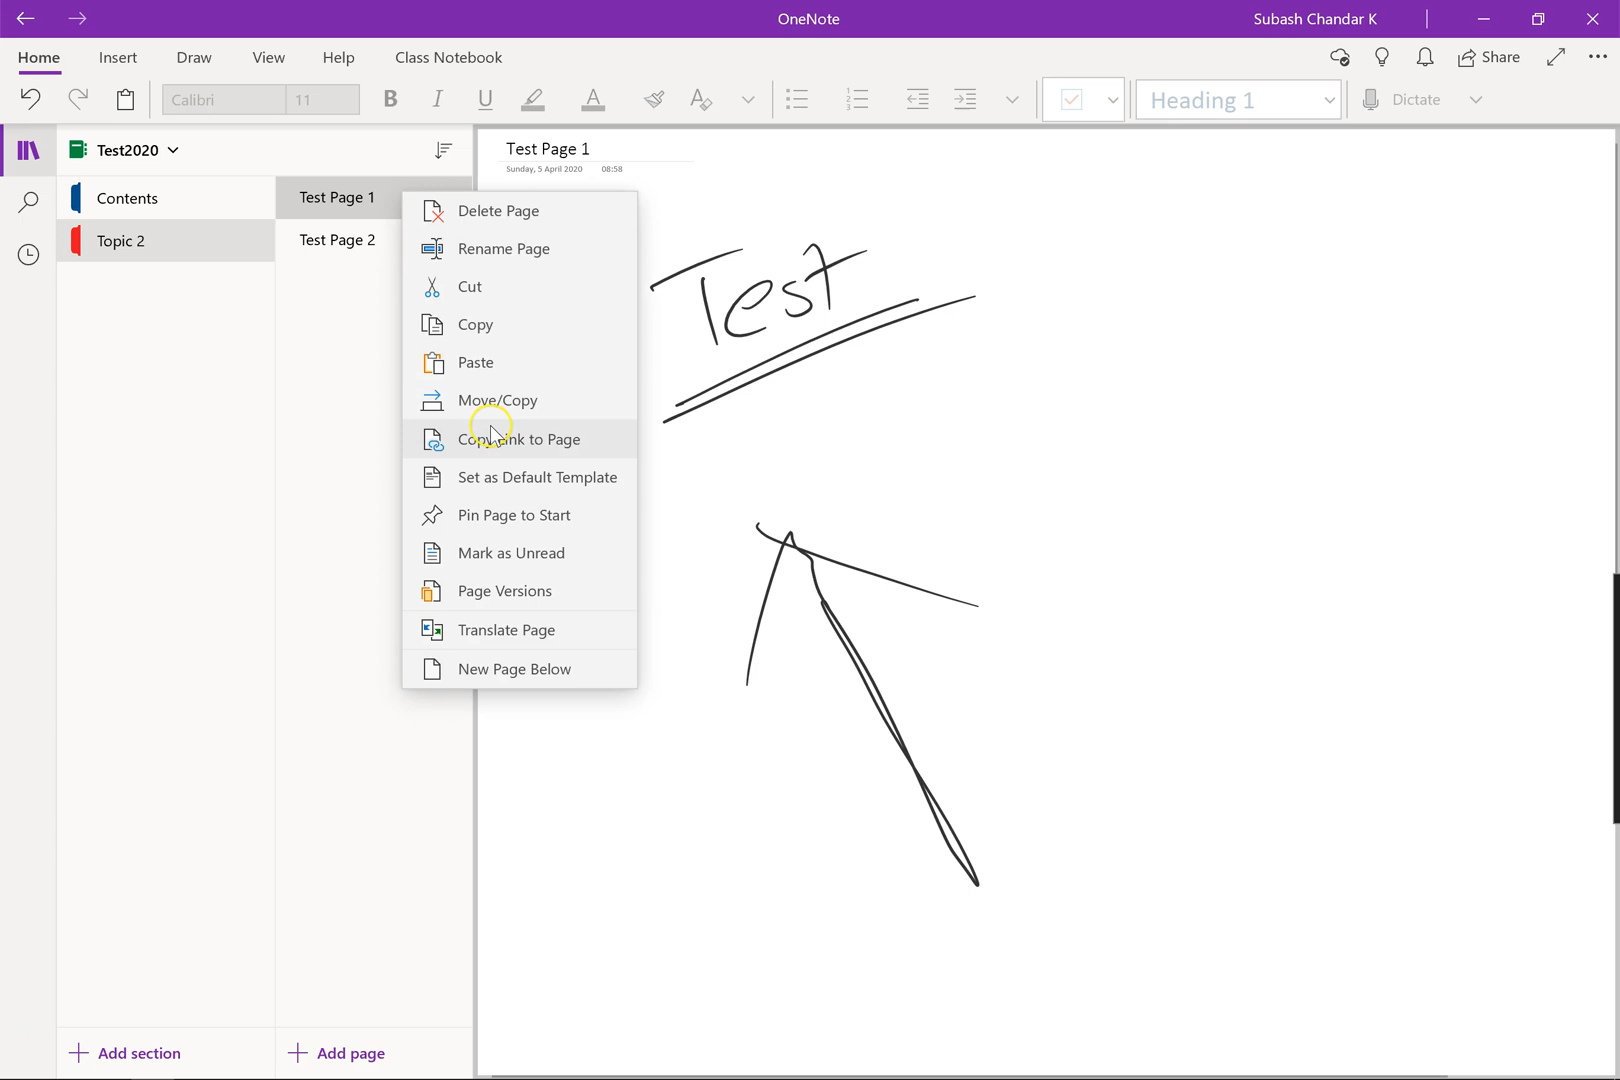 OneNote
Subash Chandar K
Home Insert Draw View Help Class Notebook
Share
Calibri 11 B I U A A
Heading 1
Dictate
Test2020
Contents
Topic 2
Test Page 1
Test Page 2
Test Page 1
Sunday, 5 April 2020 08:58
Delete Page
Rename Page
Cut
Copy
Paste
Move/Copy
Copy Link to Page
Set as Default Template
Pin Page to Start
Mark as Unread
Page Versions
Translate Page
New Page Below
Test
Add section
Add page